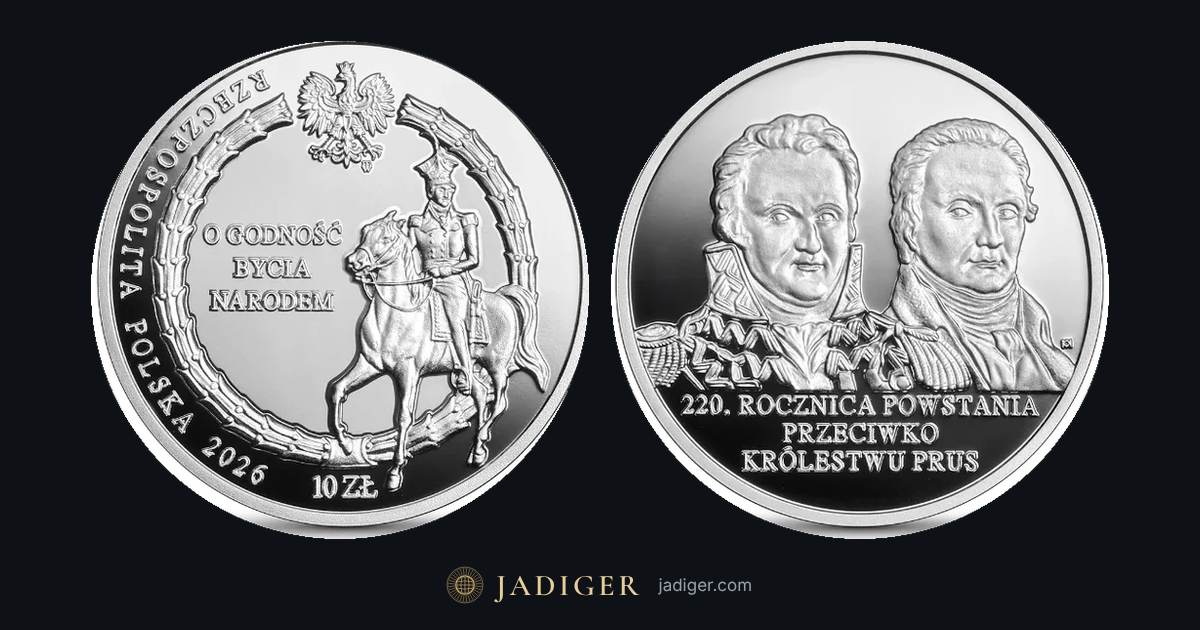 RZECZPOSPOLITA POLSKA 2026
O GODNOŚĆ
BYCIA
NARODEM
10 ZŁ
220. ROCZNICA POWSTANIA
PRZECIWKO
KRÓLESTWU PRUS
JADIGER
jadiger.com